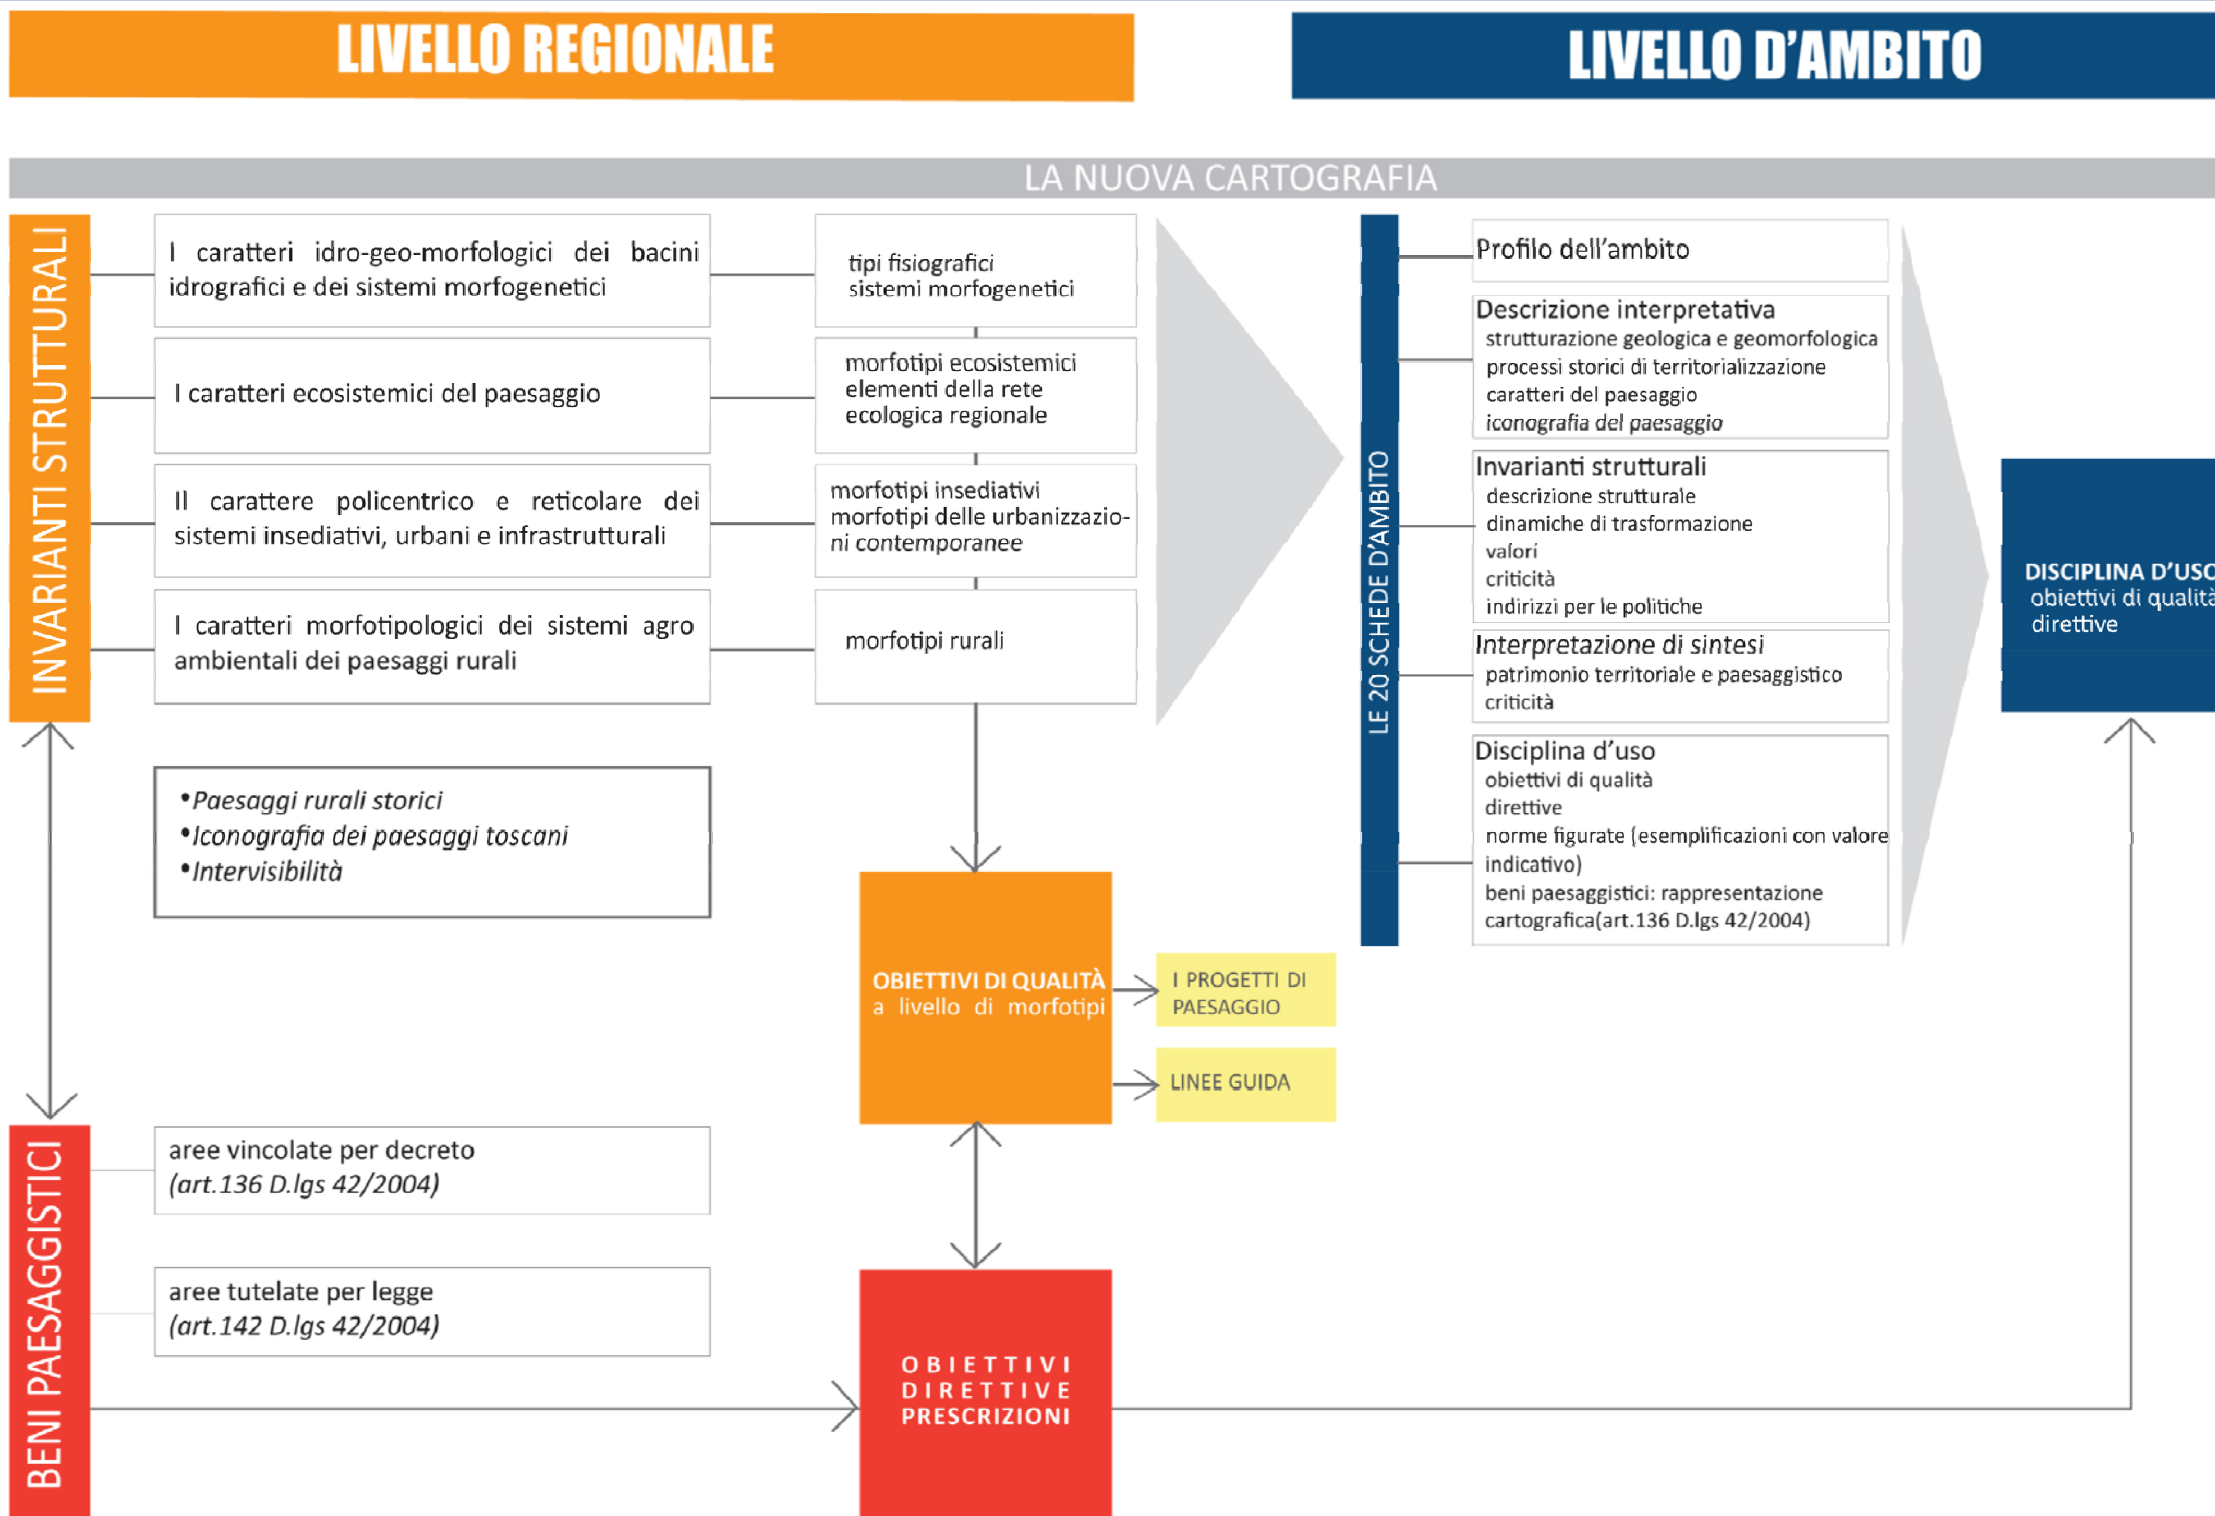 LIVELLO REGIONALE
LIVELLO D'AMBITO
LA NUOVA CARTOGRAFIA
INVARIANTI STRUTTURALI
I caratteri idro-geo-morfologici dei bacini
idrografici e dei sistemi morfogenetici
tipi fisiografici
sistemi morfogenetici
I caratteri ecosistemici del paesaggio
morfotipi ecosistemici
elementi della rete
ecologica regionale
Il carattere policentrico e reticolare dei
sistemi insediativi, urbani e infrastrutturali
morfotipi insediativi
morfotipi delle urbanizzazio-
ni contemporanee
I caratteri morfotipologici dei sistemi agro
ambientali dei paesaggi rurali
morfotipi rurali
•Paesaggi rurali storici
•Iconografia dei paesaggi toscani
•Intervisibilità
OBIETTIVI DI QUALITÀ
a livello di morfotipi
I PROGETTI DI
PAESAGGIO
LINEE GUIDA
BENI PAESAGGISTICI
aree vincolate per decreto
(art.136 D.lgs 42/2004)
aree tutelate per legge
(art.142 D.lgs 42/2004)
OBIETTIVI
DIRETTIVE
PRESCRIZIONI
LE 20 SCHEDE D'AMBITO
Profilo dell'ambito
Descrizione interpretativa
strutturazione geologica e geomorfologica
processi storici di territorializzazione
caratteri del paesaggio
iconografia del paesaggio
Invarianti strutturali
descrizione strutturale
dinamiche di trasformazione
valori
criticità
indirizzi per le politiche
Interpretazione di sintesi
patrimonio territoriale e paesaggistico
criticità
Disciplina d'uso
obiettivi di qualità
direttive
norme figurate (esemplificazioni con valore
indicativo)
beni paesaggistici: rappresentazione
cartografica(art.136 D.lgs 42/2004)
DISCIPLINA D'USO
obiettivi di qualità
direttive